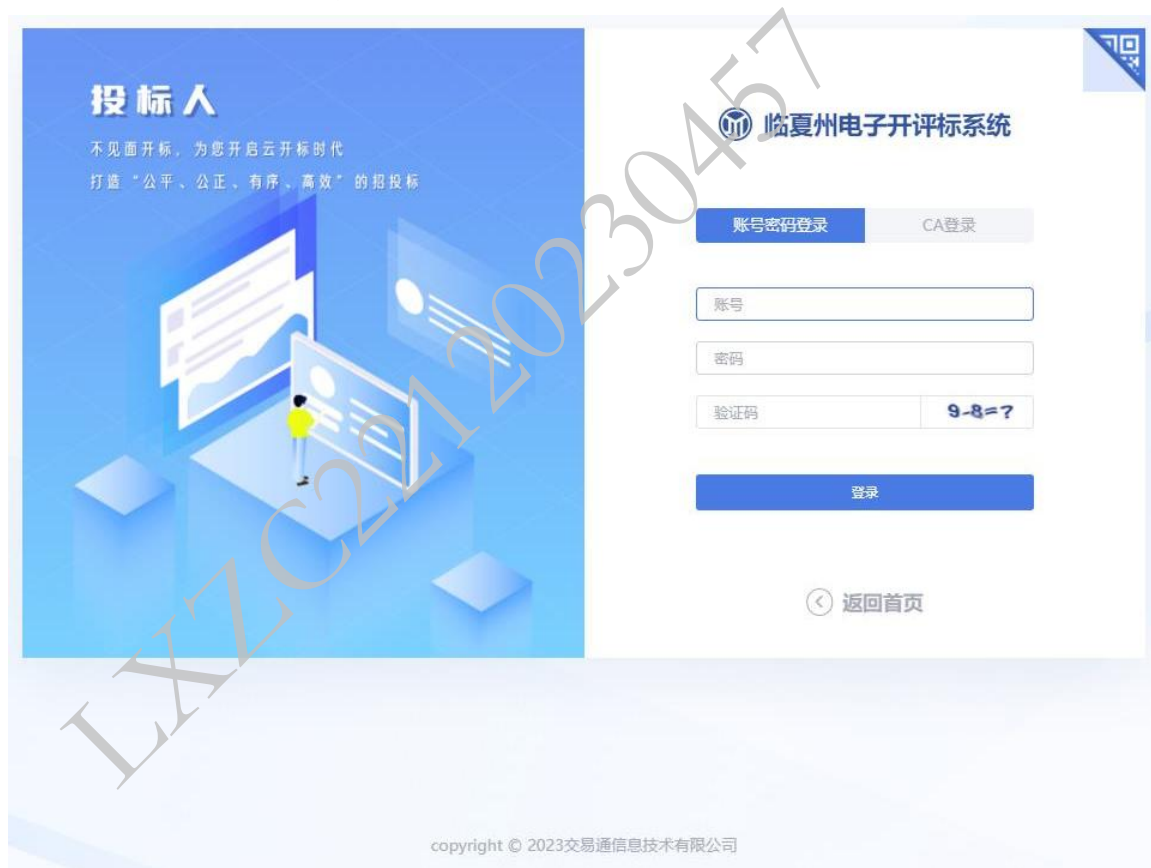 投标人
不见面开标，为您开启云开标时代
打造“公平、公正、有序、高效”的招投标
临夏州电子开评标系统
账号密码登录
CA登录
账号
密码
验证码
9-8=?
登录
返回首页
LXZC22120230457
copyright © 2023交易通信息技术有限公司